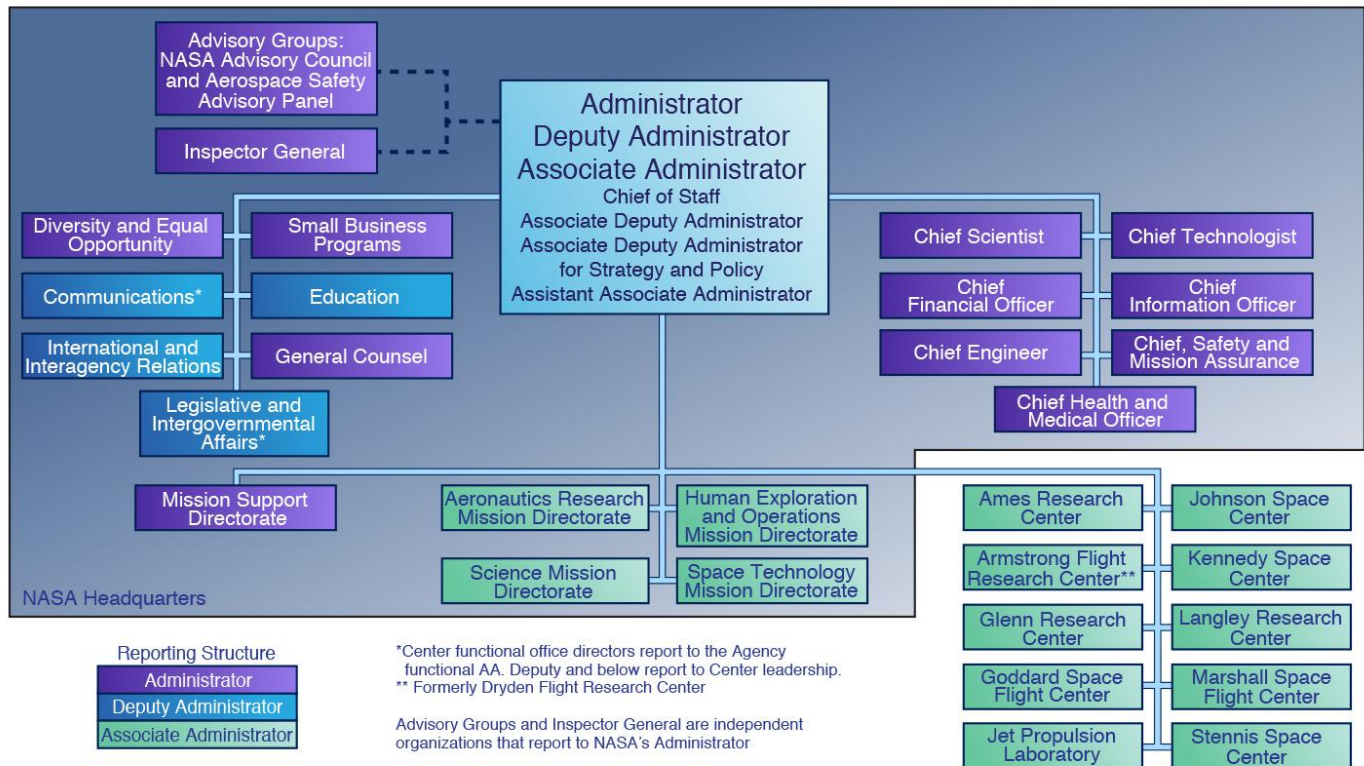 Advisory Groups:
NASA Advisory Council
and Aerospace Safety
Advisory Panel
Inspector General
Administrator
Deputy Administrator
Associate Administrator
Chief of Staff
Associate Deputy Administrator
Associate Deputy Administrator
for Strategy and Policy
Assistant Associate Administrator
Diversity and Equal
Opportunity
Small Business
Programs
Communications*
Education
International and
Interagency Relations
General Counsel
Legislative and
Intergovernmental
Affairs*
Chief Scientist
Chief Technologist
Chief
Financial Officer
Chief
Information Officer
Chief Engineer
Chief, Safety and
Mission Assurance
Chief Health and
Medical Officer
Mission Support
Directorate
Aeronautics Research
Mission Directorate
Human Exploration
and Operations
Mission Directorate
Science Mission
Directorate
Space Technology
Mission Directorate
NASA Headquarters
Ames Research
Center
Johnson Space
Center
Armstrong Flight
Research Center**
Kennedy Space
Center
Glenn Research
Center
Langley Research
Center
Goddard Space
Flight Center
Marshall Space
Flight Center
Jet Propulsion
Laboratory
Stennis Space
Center
Reporting Structure
Administrator
Deputy Administrator
Associate Administrator
*Center functional office directors report to the Agency
functional AA. Deputy and below report to Center leadership.
** Formerly Dryden Flight Research Center
Advisory Groups and Inspector General are independent
organizations that report to NASA's Administrator